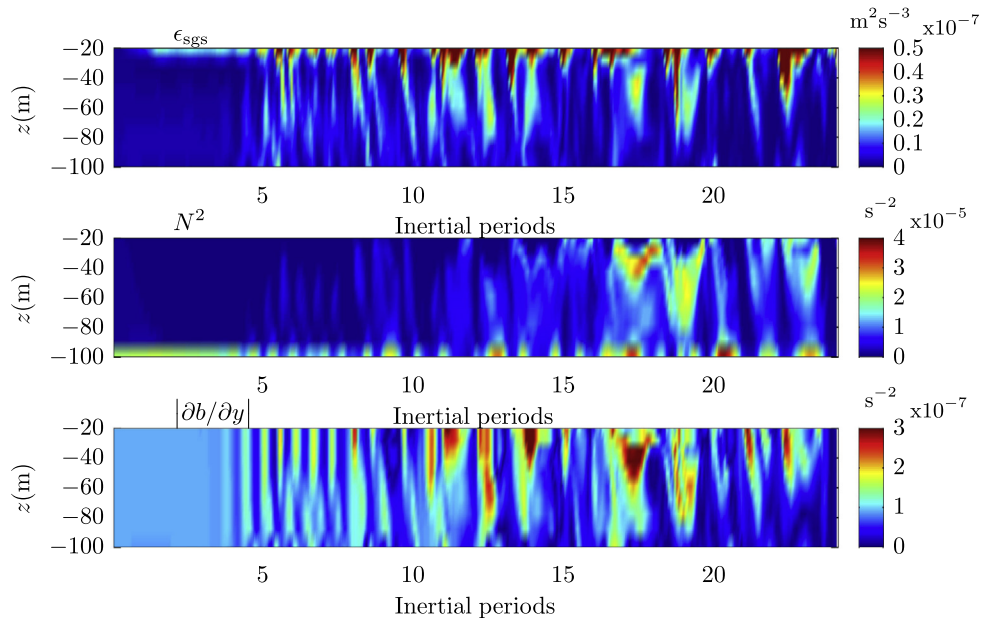 ϵsgs
m²s⁻³ x10⁻⁷
−20
−40
−60
−80
−100
z(m)
0.5
0.4
0.3
0.2
0.1
0
5 10 15 20
Inertial periods
N²
s⁻² x10⁻⁵
−20
−40
−60
−80
−100
z(m)
4
3
2
1
0
5 10 15 20
Inertial periods
|∂b/∂y|
s⁻² x10⁻⁷
−20
−40
−60
−80
−100
z(m)
3
2
1
0
5 10 15 20
Inertial periods